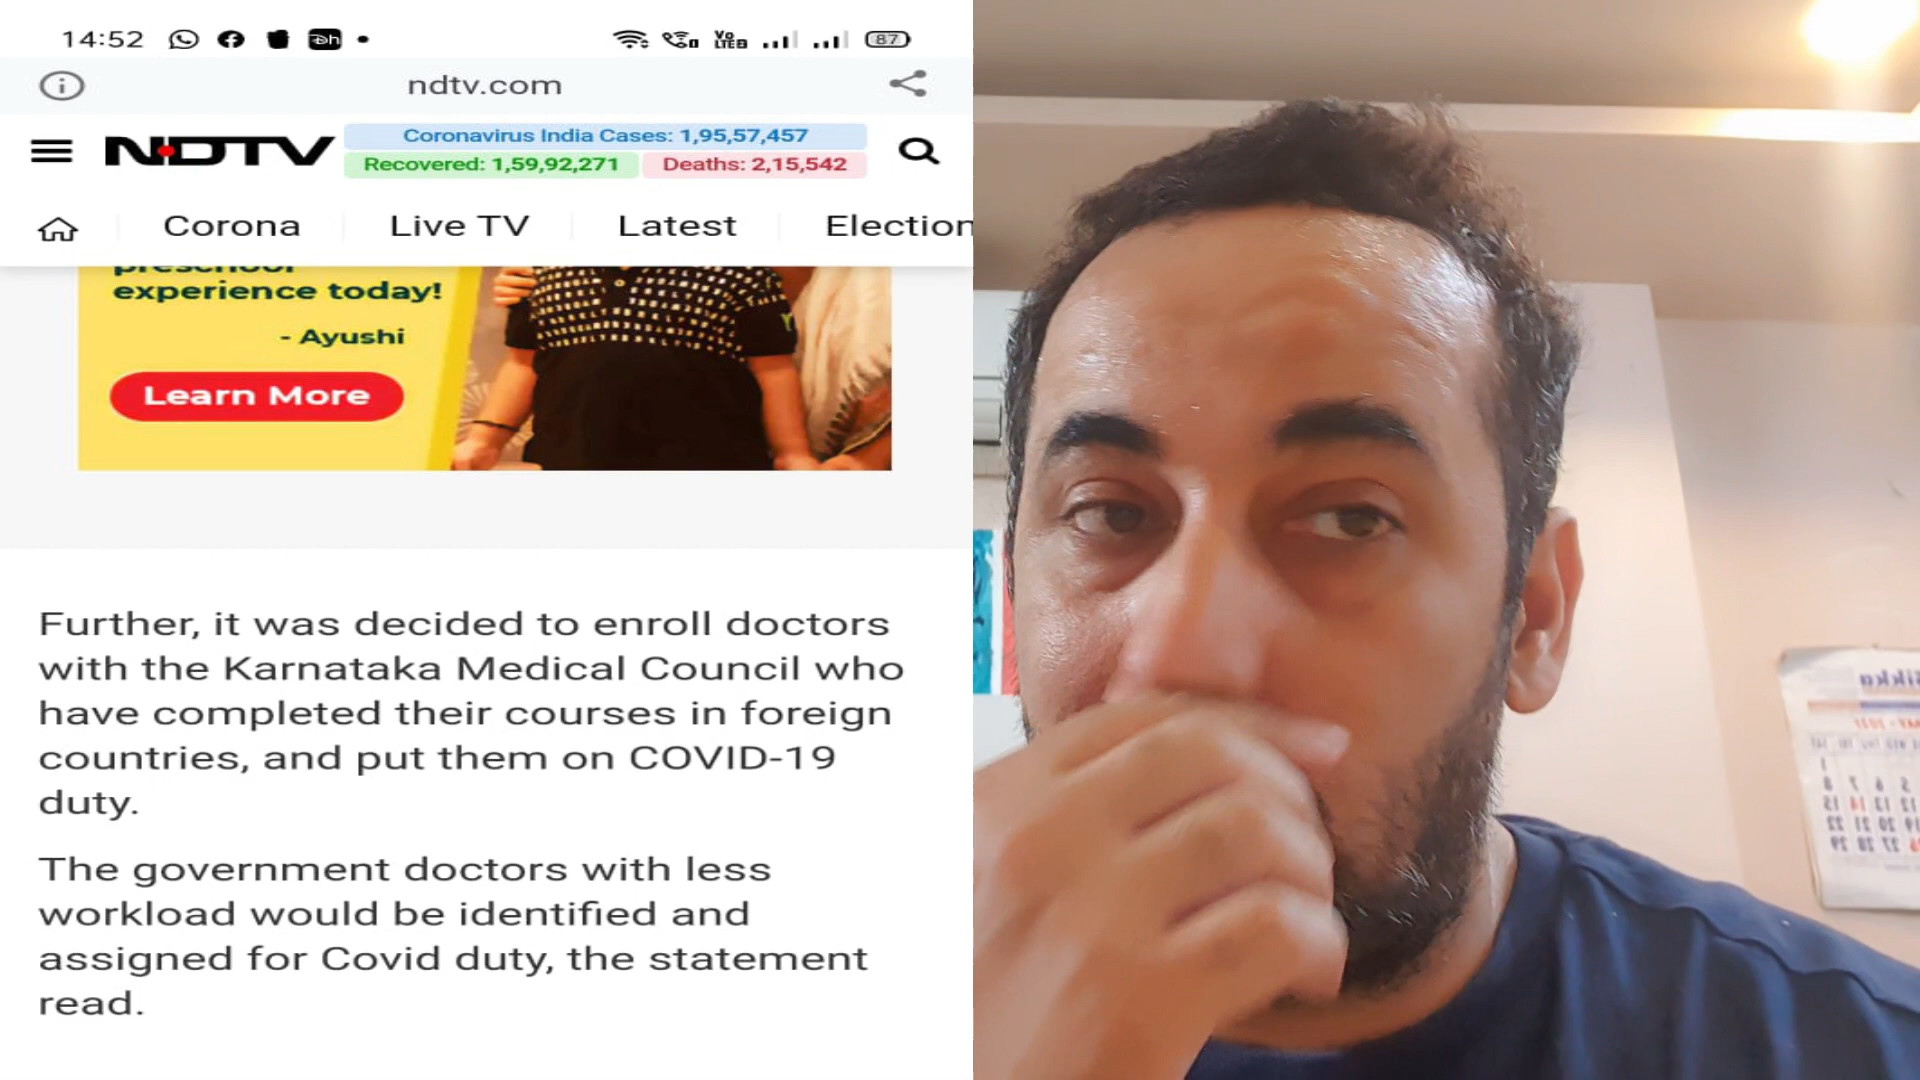 14:52
87
ndtv.com
NDTV
Coronavirus India Cases: 1,95,57,457
Recovered: 1,59,92,271 Deaths: 2,15,542
Corona Live TV Latest Election
experience today!
- Ayushi
Learn More
Further, it was decided to enroll doctors
with the Karnataka Medical Council who
have completed their courses in foreign
countries, and put them on COVID-19
duty.
The government doctors with less
workload would be identified and
assigned for Covid duty, the statement
read.